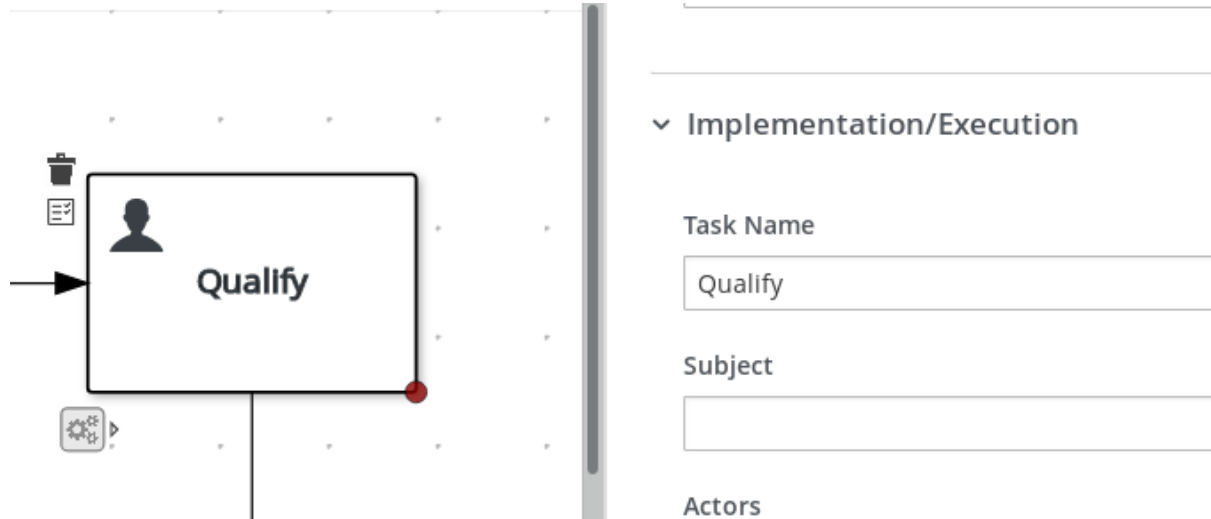 Qualify
Implementation/Execution
Task Name
Qualify
Subject
Actors